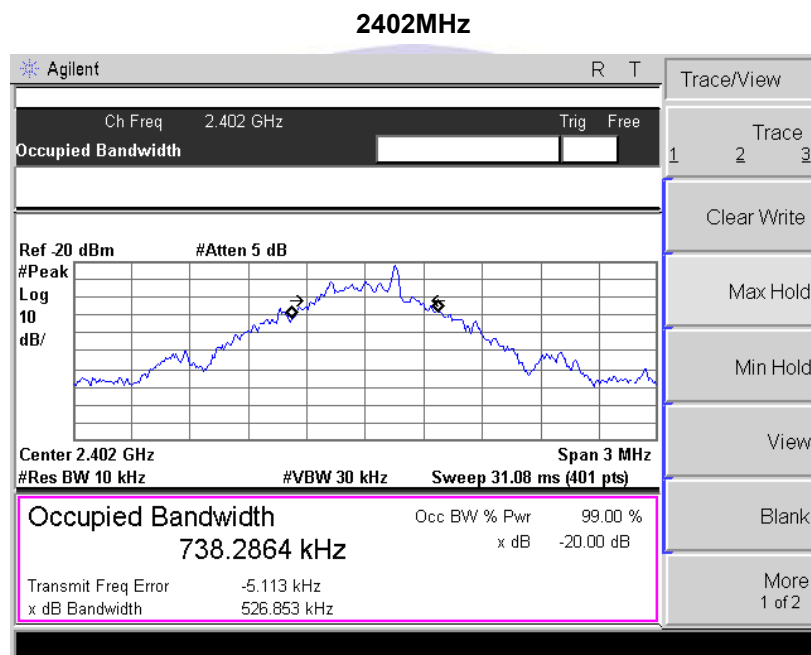 2402MHz
Agilent R T
Ch Freq 2.402 GHz Trig Free
Occupied Bandwidth
Ref -20 dBm #Atten 5 dB
#Peak
Log
10
dB/
Center 2.402 GHz Span 3 MHz
#Res BW 10 kHz #VBW 30 kHz Sweep 31.08 ms (401 pts)
Occupied Bandwidth
738.2864 kHz
Occ BW % Pwr 99.00 %
x dB -20.00 dB
Transmit Freq Error -5.113 kHz
x dB Bandwidth 526.853 kHz
Trace/View
Trace
1 2 3
Clear Write
Max Hold
Min Hold
View
Blank
More
1 of 2